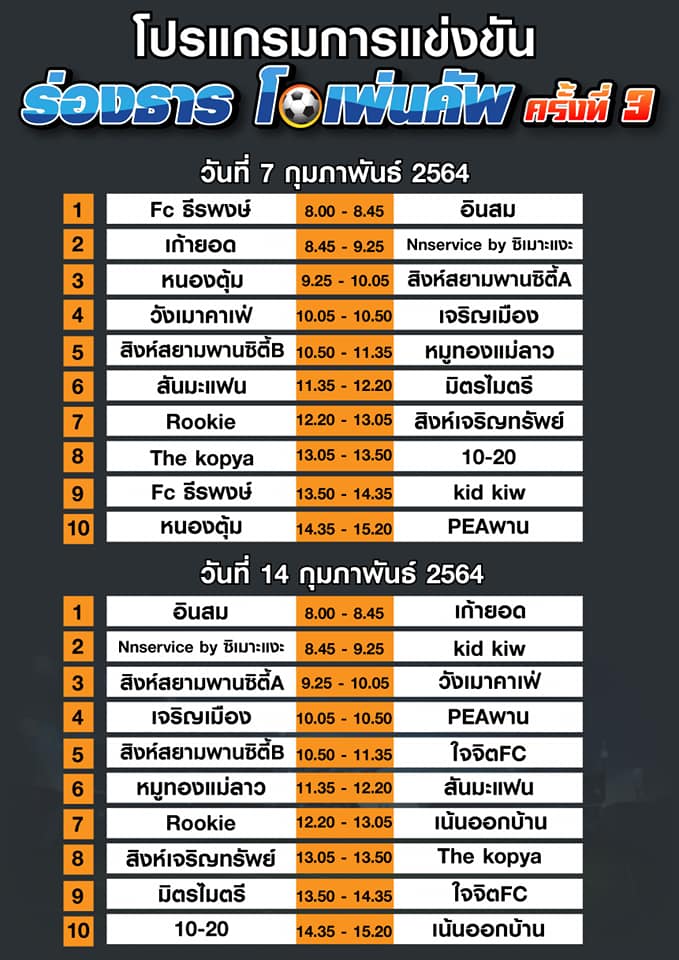 โปรแกรมการแข่งขัน
ร่องธาร โอเพ่นคัพ ครั้งที่ 3
วันที่ 7 กุมภาพันธ์ 2564
1 Fc ธีรพงษ์ 8.00 - 8.45 อินสม
2 เก้ายอด 8.45 - 9.25 Nnservice by ซิเมาะแงะ
3 หนองตุ้ม 9.25 - 10.05 สิงห์สยามพานซิตี้A
4 วังเมาคาเฟ่ 10.05 - 10.50 เจริญเมือง
5 สิงห์สยามพานซิตี้B 10.50 - 11.35 หมูทองแม่ลาว
6 สันมะแฟน 11.35 - 12.20 มิตรไมตรี
7 Rookie 12.20 - 13.05 สิงห์เจริญทรัพย์
8 The kopya 13.05 - 13.50 10-20
9 Fc ธีรพงษ์ 13.50 - 14.35 kid kiw
10 หนองตุ้ม 14.35 - 15.20 PEAพาน
วันที่ 14 กุมภาพันธ์ 2564
1 อินสม 8.00 - 8.45 เก้ายอด
2 Nnservice by ซิเมาะแงะ 8.45 - 9.25 kid kiw
3 สิงห์สยามพานซิตี้A 9.25 - 10.05 วังเมาคาเฟ่
4 เจริญเมือง 10.05 - 10.50 PEAพาน
5 สิงห์สยามพานซิตี้B 10.50 - 11.35 ใจจิตFC
6 หมูทองแม่ลาว 11.35 - 12.20 สันมะแฟน
7 Rookie 12.20 - 13.05 เน้นออกบ้าน
8 สิงห์เจริญทรัพย์ 13.05 - 13.50 The kopya
9 มิตรไมตรี 13.50 - 14.35 ใจจิตFC
10 10-20 14.35 - 15.20 เน้นออกบ้าน